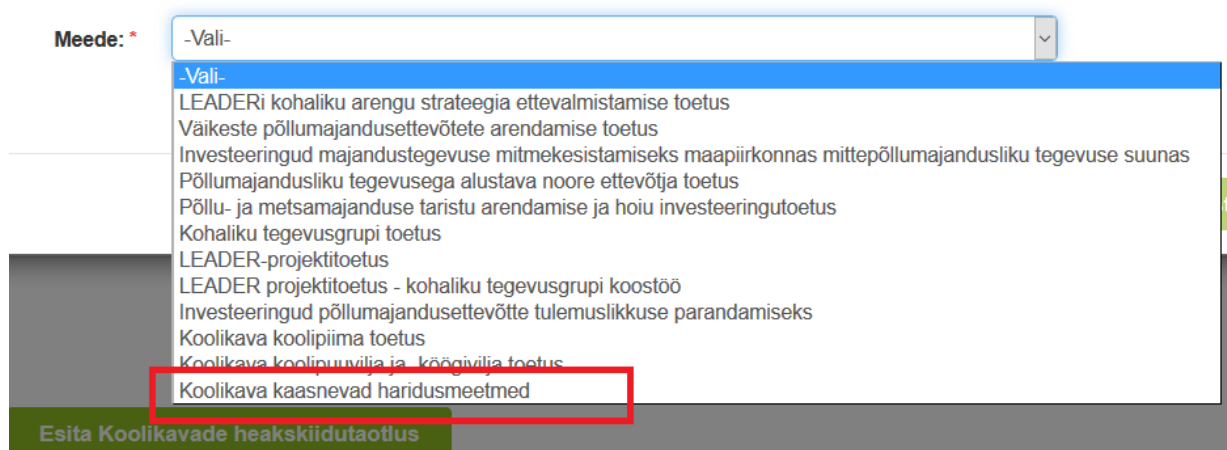 Meede: *
-Vali-
-Vali-
LEADERi kohaliku arengu strateegia ettevalmistamise toetus
Väikeste põllumajandusettevõtete arendamise toetus
Investeeringud majandustegevuse mitmekesistamiseks maapiirkonnas mittepõllumajandusliku tegevuse suunas
Põllumajandusliku tegevusega alustava noore ettevõtja toetus
Põllu- ja metsamajanduse taristu arendamise ja hoiu investeeringutoetus
Kohaliku tegevusgrupi toetus
LEADER-projektitoetus
LEADER projektitoetus - kohaliku tegevusgrupi koostöö
Investeeringud põllumajandusettevõtte tulemuslikkuse parandamiseks
Koolikava koolipiima toetus
Koolikava koolipuuvilja ja -köögivilja toetus
Koolikava kaasnevad haridusmeetmed
Esita Koolikavade heakskiidutaotlus